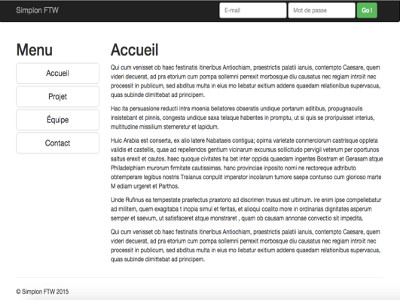 Simplon FTW E-mail Mot de passe Go !
Menu
Accueil
Projet
Équipe
Contact
Accueil
Qui cum venisset ob haec festinatis itineribus Antiochiam, praestrictis palatii ianuis, contempto Caesare, quem
videri decuerat, ad praetorium cum pompa sollemni perrexit morbosque diu causatus nec regiam introiit nec
processit in publicum, sed abditus multa in eius moliebatur exitium addens quaedam relationibus supervacua,
quas subinde dimittebat ad principem.
Hac ita persuasione reducti intra moenia bellatores obseratis undique portarum aditibus, propugnaculis
insistebant et pinnis, congesta undique saxa telaque habentes in promptu, ut si quis se proripuisset interius,
multitudine missilium sterneretur et lapidum.
Huic Arabia est conserta, ex alio latere Nabataeis contigua; opima varietate conmerciorum castrisque oppleta
validis et castellis, quae ad repellendos gentium vicinarum excursus sollicitudo pervigil veterum per oportunos
saltus erexit et cautos. haec quoque civitates habet inter oppida quaedam ingentes Bostram et Gerasam atque
Philadelphiam murorum firmitate cautissimas. hanc provinciae inposito nomine rectoreque adtributo
obtemperare legibus nostris Traianus conpulit imperator incolarum tumore saepe contunso cum glorioso marte
Mediam urgeret et Parthos.
Unde Rufinus ea tempestate praefectus praetorio ad discrimen trusus est ultimum. ire enim ipse compellebatur
ad militem, quem exagitabat inopia simul et feritas, et alioqui coalito more in ordinarias dignitates asperum
semper et saevum, ut satisfaceret atque monstraret, quam ob causam annonae convectio sit impedita.
Qui cum venisset ob haec festinatis itineribus Antiochiam, praestrictis palatii ianuis, contempto Caesare, quem
videri decuerat, ad praetorium cum pompa sollemni perrexit morbosque diu causatus nec regiam introiit nec
processit in publicum, sed abditus multa in eius moliebatur exitium addens quaedam relationibus supervacua,
quas subinde dimittebat ad principem.
© Simplon FTW 2015